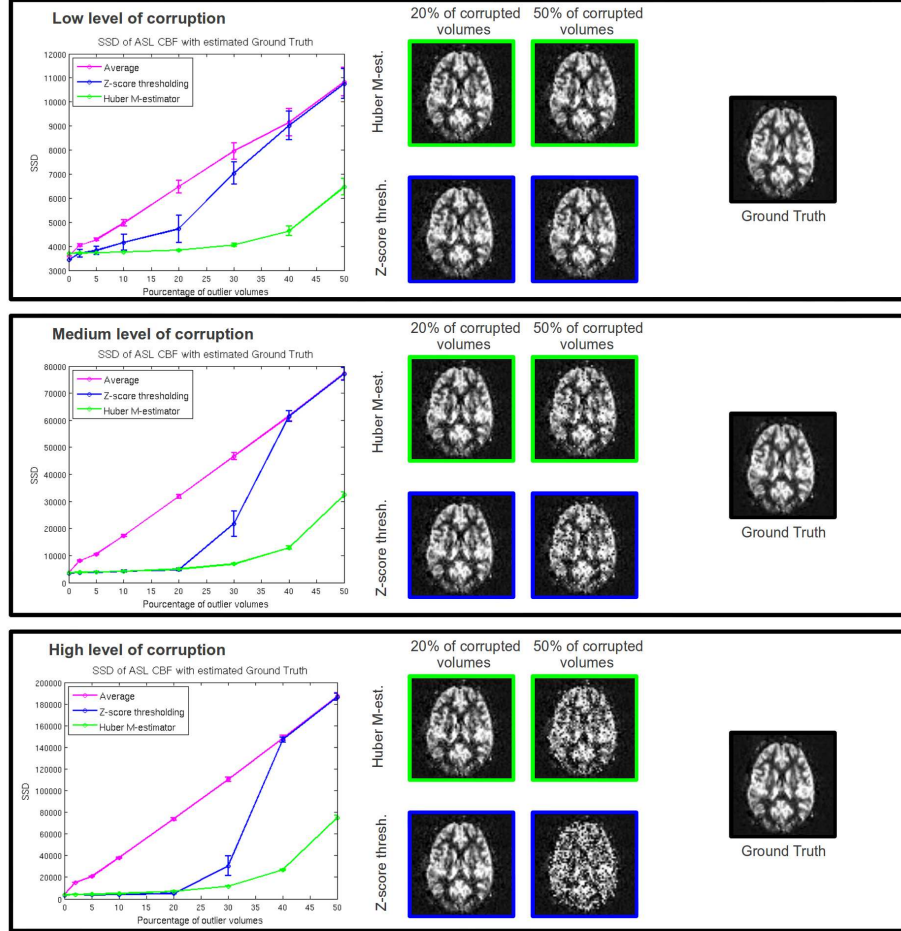 Low level of corruption
SSD of ASL CBF with estimated Ground Truth
12000
11000
10000
9000
8000
7000
6000
5000
4000
3000
SSD
Average
Z-score thresholding
Huber M-estimator
0 5 10 15 20 25 30 35 40 45 50
Pourcentage of outlier volumes
20% of corrupted
volumes
50% of corrupted
volumes
Huber M-est.
Z-score thresh.
Ground Truth
Medium level of corruption
SSD of ASL CBF with estimated Ground Truth
80000
70000
60000
50000
40000
30000
20000
10000
0
SSD
Average
Z-score thresholding
Huber M-estimator
0 5 10 15 20 25 30 35 40 45 50
Pourcentage of outlier volumes
20% of corrupted
volumes
50% of corrupted
volumes
Huber M-est.
Z-score thresh.
Ground Truth
High level of corruption
SSD of ASL CBF with estimated Ground Truth
200000
180000
160000
140000
120000
100000
80000
60000
40000
20000
0
SSD
Average
Z-score thresholding
Huber M-estimator
0 5 10 15 20 25 30 35 40 45 50
Pourcentage of outlier volumes
20% of corrupted
volumes
50% of corrupted
volumes
Huber M-est.
Z-score thresh.
Ground Truth